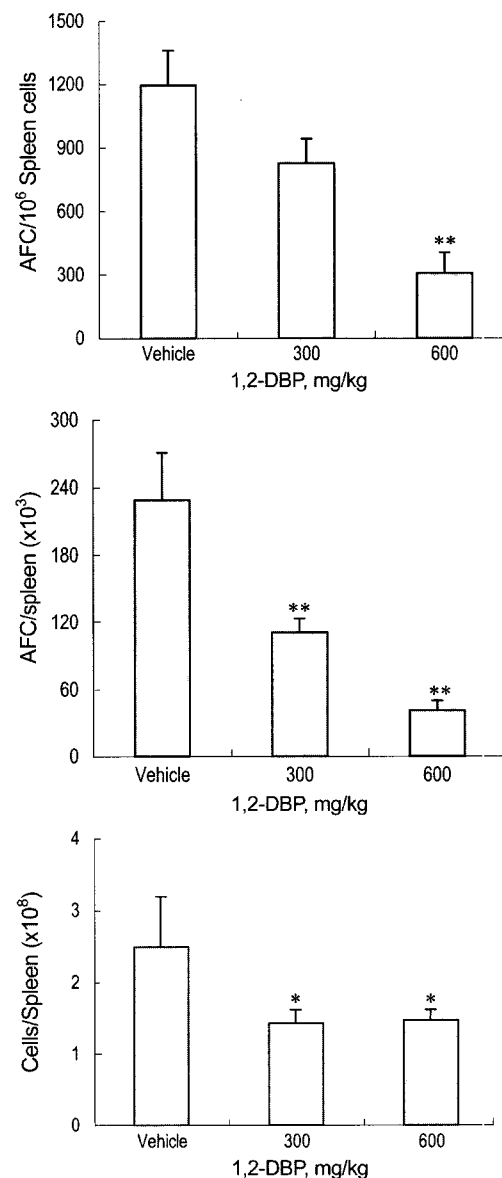 1500
1200
900
600
300
0
AFC/10⁶ Spleen cells
**
Vehicle 300 600
1,2-DBP, mg/kg
300
240
180
120
60
0
AFC/spleen (x10³)
**
**
Vehicle 300 600
1,2-DBP, mg/kg
4
3
2
1
0
Cells/Spleen (x10⁸)
* *
Vehicle 300 600
1,2-DBP, mg/kg